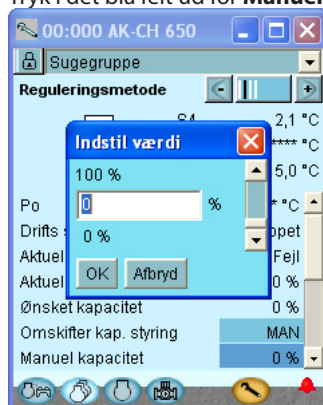 Tryk i det blå felt ud for Manuel
00:000 AK-CH 650
Sugegruppe
Reguleringsmetode
S4 2,1 °C
**** °C
5,0 °C
Indstil værdi
100 %
0 %
0 %
OK Afbryd
Po * °C
Drifts ppet
Aktuel Fejl
Aktuel 0 %
Ønsket kapacitet 0 %
Omskifter kap. styring MAN
Manuel kapacitet 0 %